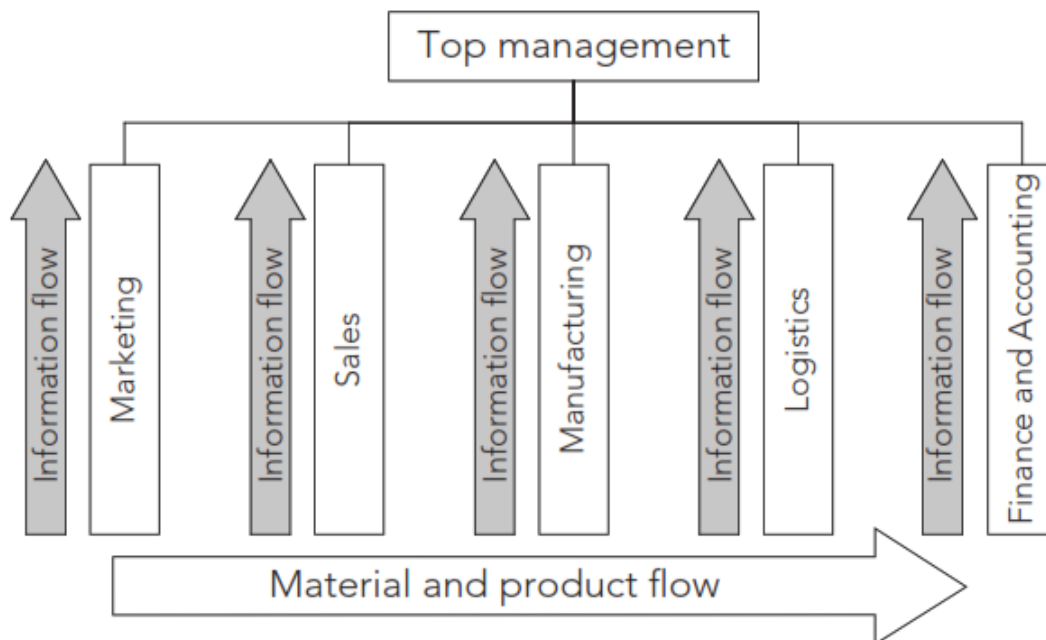 Top management
Information flow
Marketing
Information flow
Sales
Information flow
Manufacturing
Information flow
Logistics
Information flow
Finance and Accounting
Material and product flow